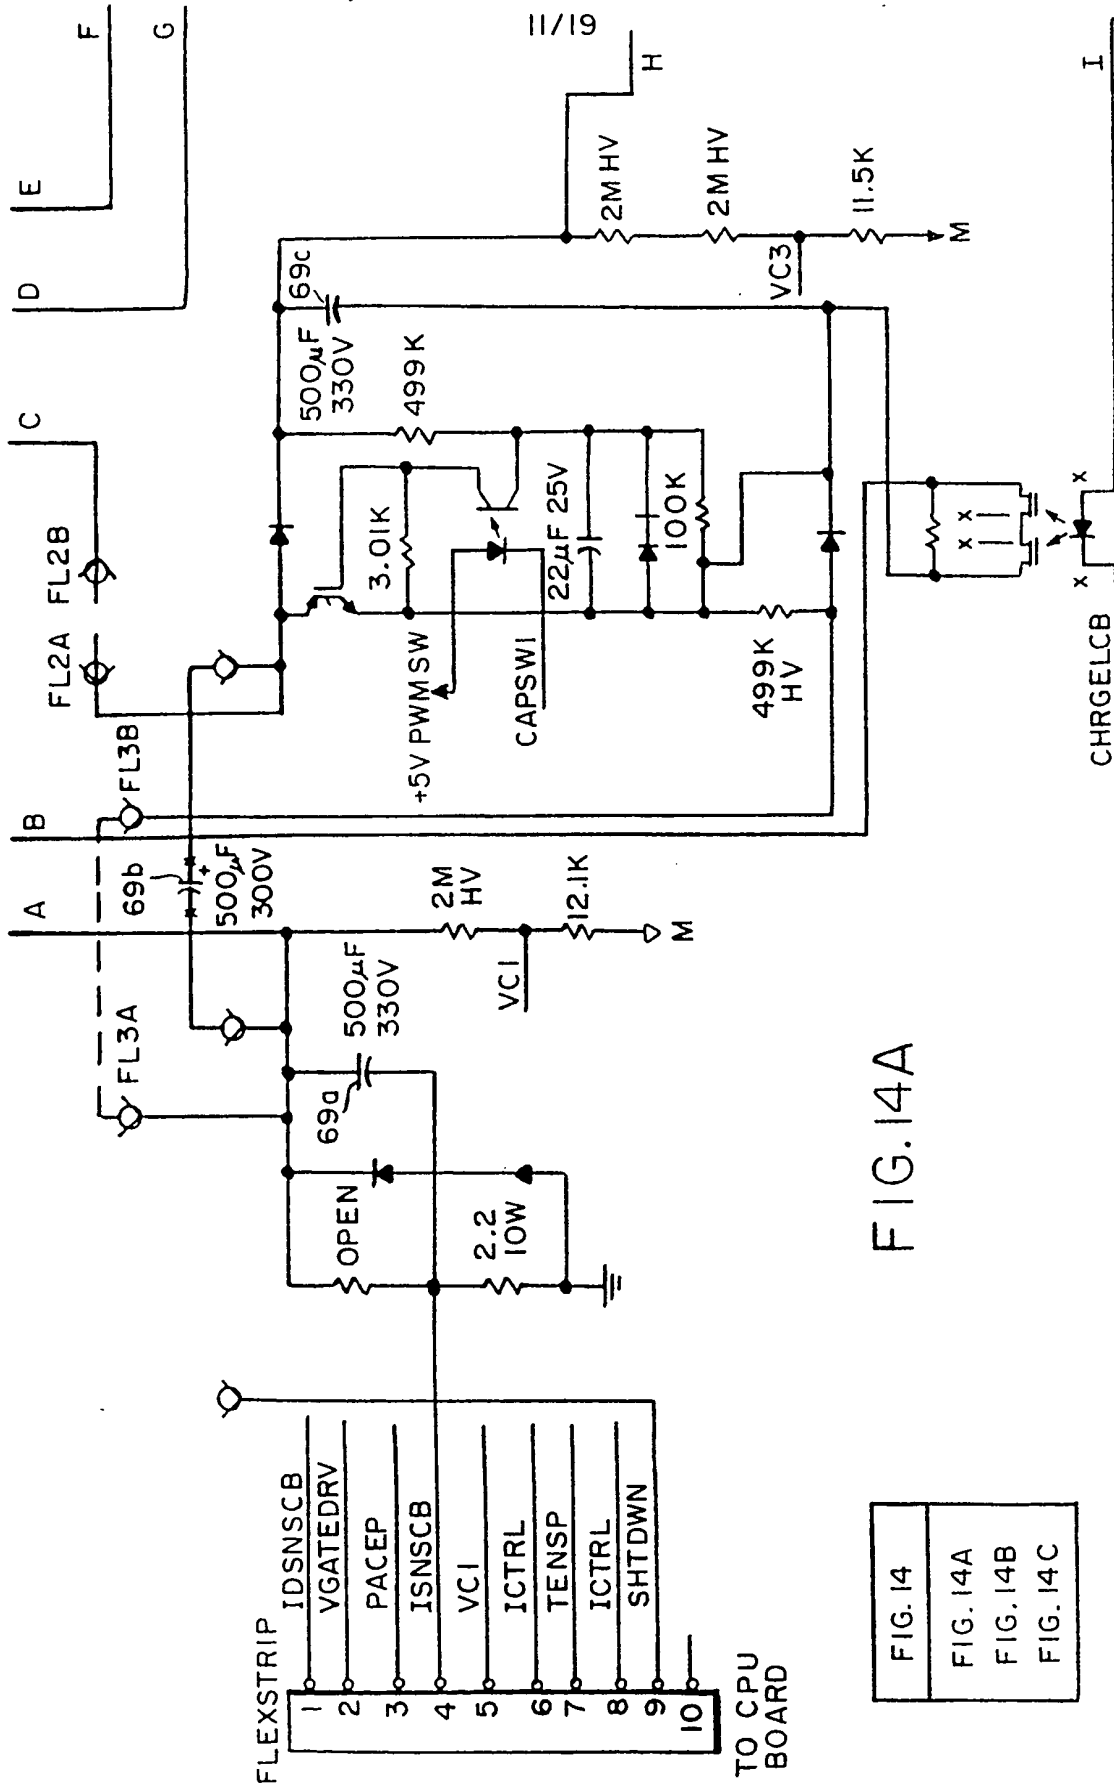 11/19
A
B
C
D
E
F
G
H
I
FL3A
FL3B
FL2A
FL2B
69b
+
500µF
300V
69a
500µF
330V
OPEN
2.2
10W
2M
HV
VC1
12.1K
M
+5V PWM SW
CAPSW1
3.01K
499K
500µF
330V
69c
22µF 25V
100K
499K
HV
2M HV
2M HV
VC3
11.5K
M
x x
x
x
CHRGELCB
FLEXSTRIP
1 IDSNSCB
2 VGATEDRV
3 PACEP
4 ISNSCB
5 VC1
6 ICTRL
7 TENSP
8 ICTRL
9 SHTDWN
10
TO CPU
BOARD
FIG. 14A
FIG. 14
FIG. 14A
FIG. 14B
FIG. 14C